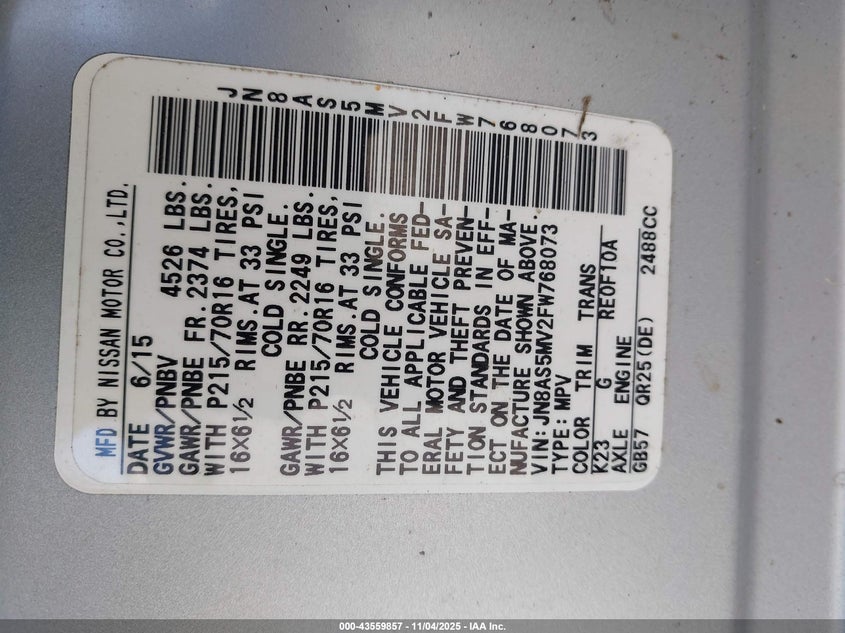 JN8AS5MV2FW768073
MFD BY NISSAN MOTOR CO.,LTD.
DATE 6/15
GVWR/PNBV 4526 LBS.
GAWR/PNBE FR.2374 LBS.
WITH P215/70R16 TIRES,
16X6½ RIMS.AT 33 PSI
COLD SINGLE.
GAWR/PNBE RR.2249 LBS.
WITH P215/70R16 TIRES,
16X6½ RIMS.AT 33 PSI
COLD SINGLE.
THIS VEHICLE CONFORMS
TO ALL APPLICABLE FED-
ERAL MOTOR VEHICLE SA-
FETY AND THEFT PREVEN-
TION STANDARDS IN EFF-
ECT ON THE DATE OF MA-
NUFACTURE SHOWN ABOVE.
VIN:JN8AS5MV2FW768073
TYPE:MPV
COLOR TRIM TRANS
K23 G RE0F10A
AXLE ENGINE
GB57 QR25(DE) 2488CC
000-43559857 - 11/04/2025 - IAA Inc.